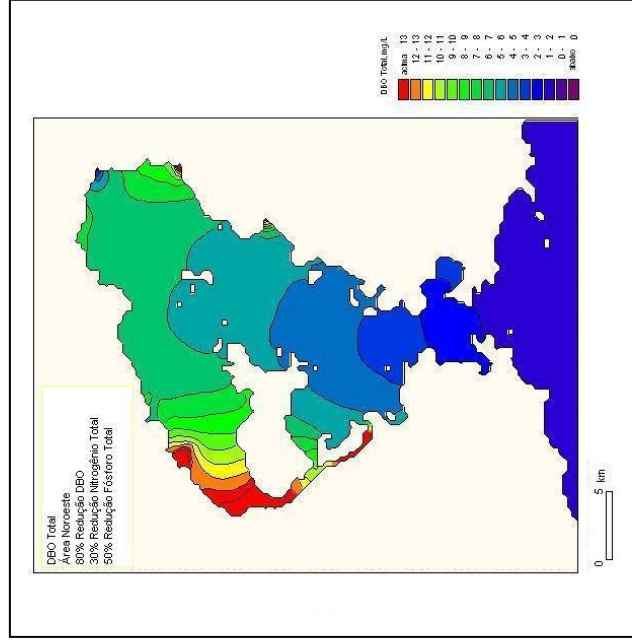 DBO Total
Área Noroeste
80% Redução DBO
30% Redução Nitrogênio Total
50% Redução Fósforo Total
DBO Total, mg/L
acima 13
12 - 13
11 - 12
10 - 11
9 - 10
8 - 9
7 - 8
6 - 7
5 - 6
4 - 5
3 - 4
2 - 3
1 - 2
0 - 1
abaixo 0
0 5 km